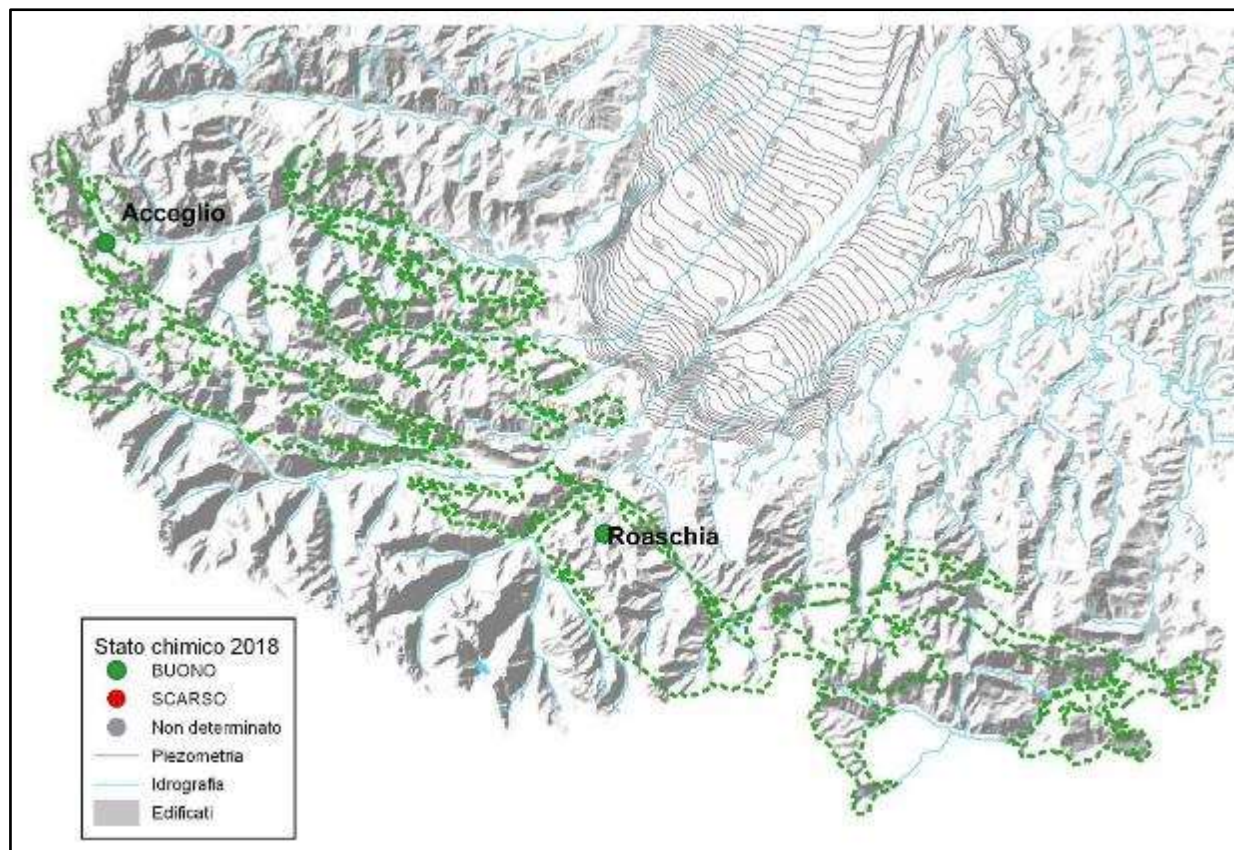 Acceglio
Roaschia
Stato chimico 2018
BUONO
SCARSO
Non determinato
Piezometria
Idrografia
Edificati